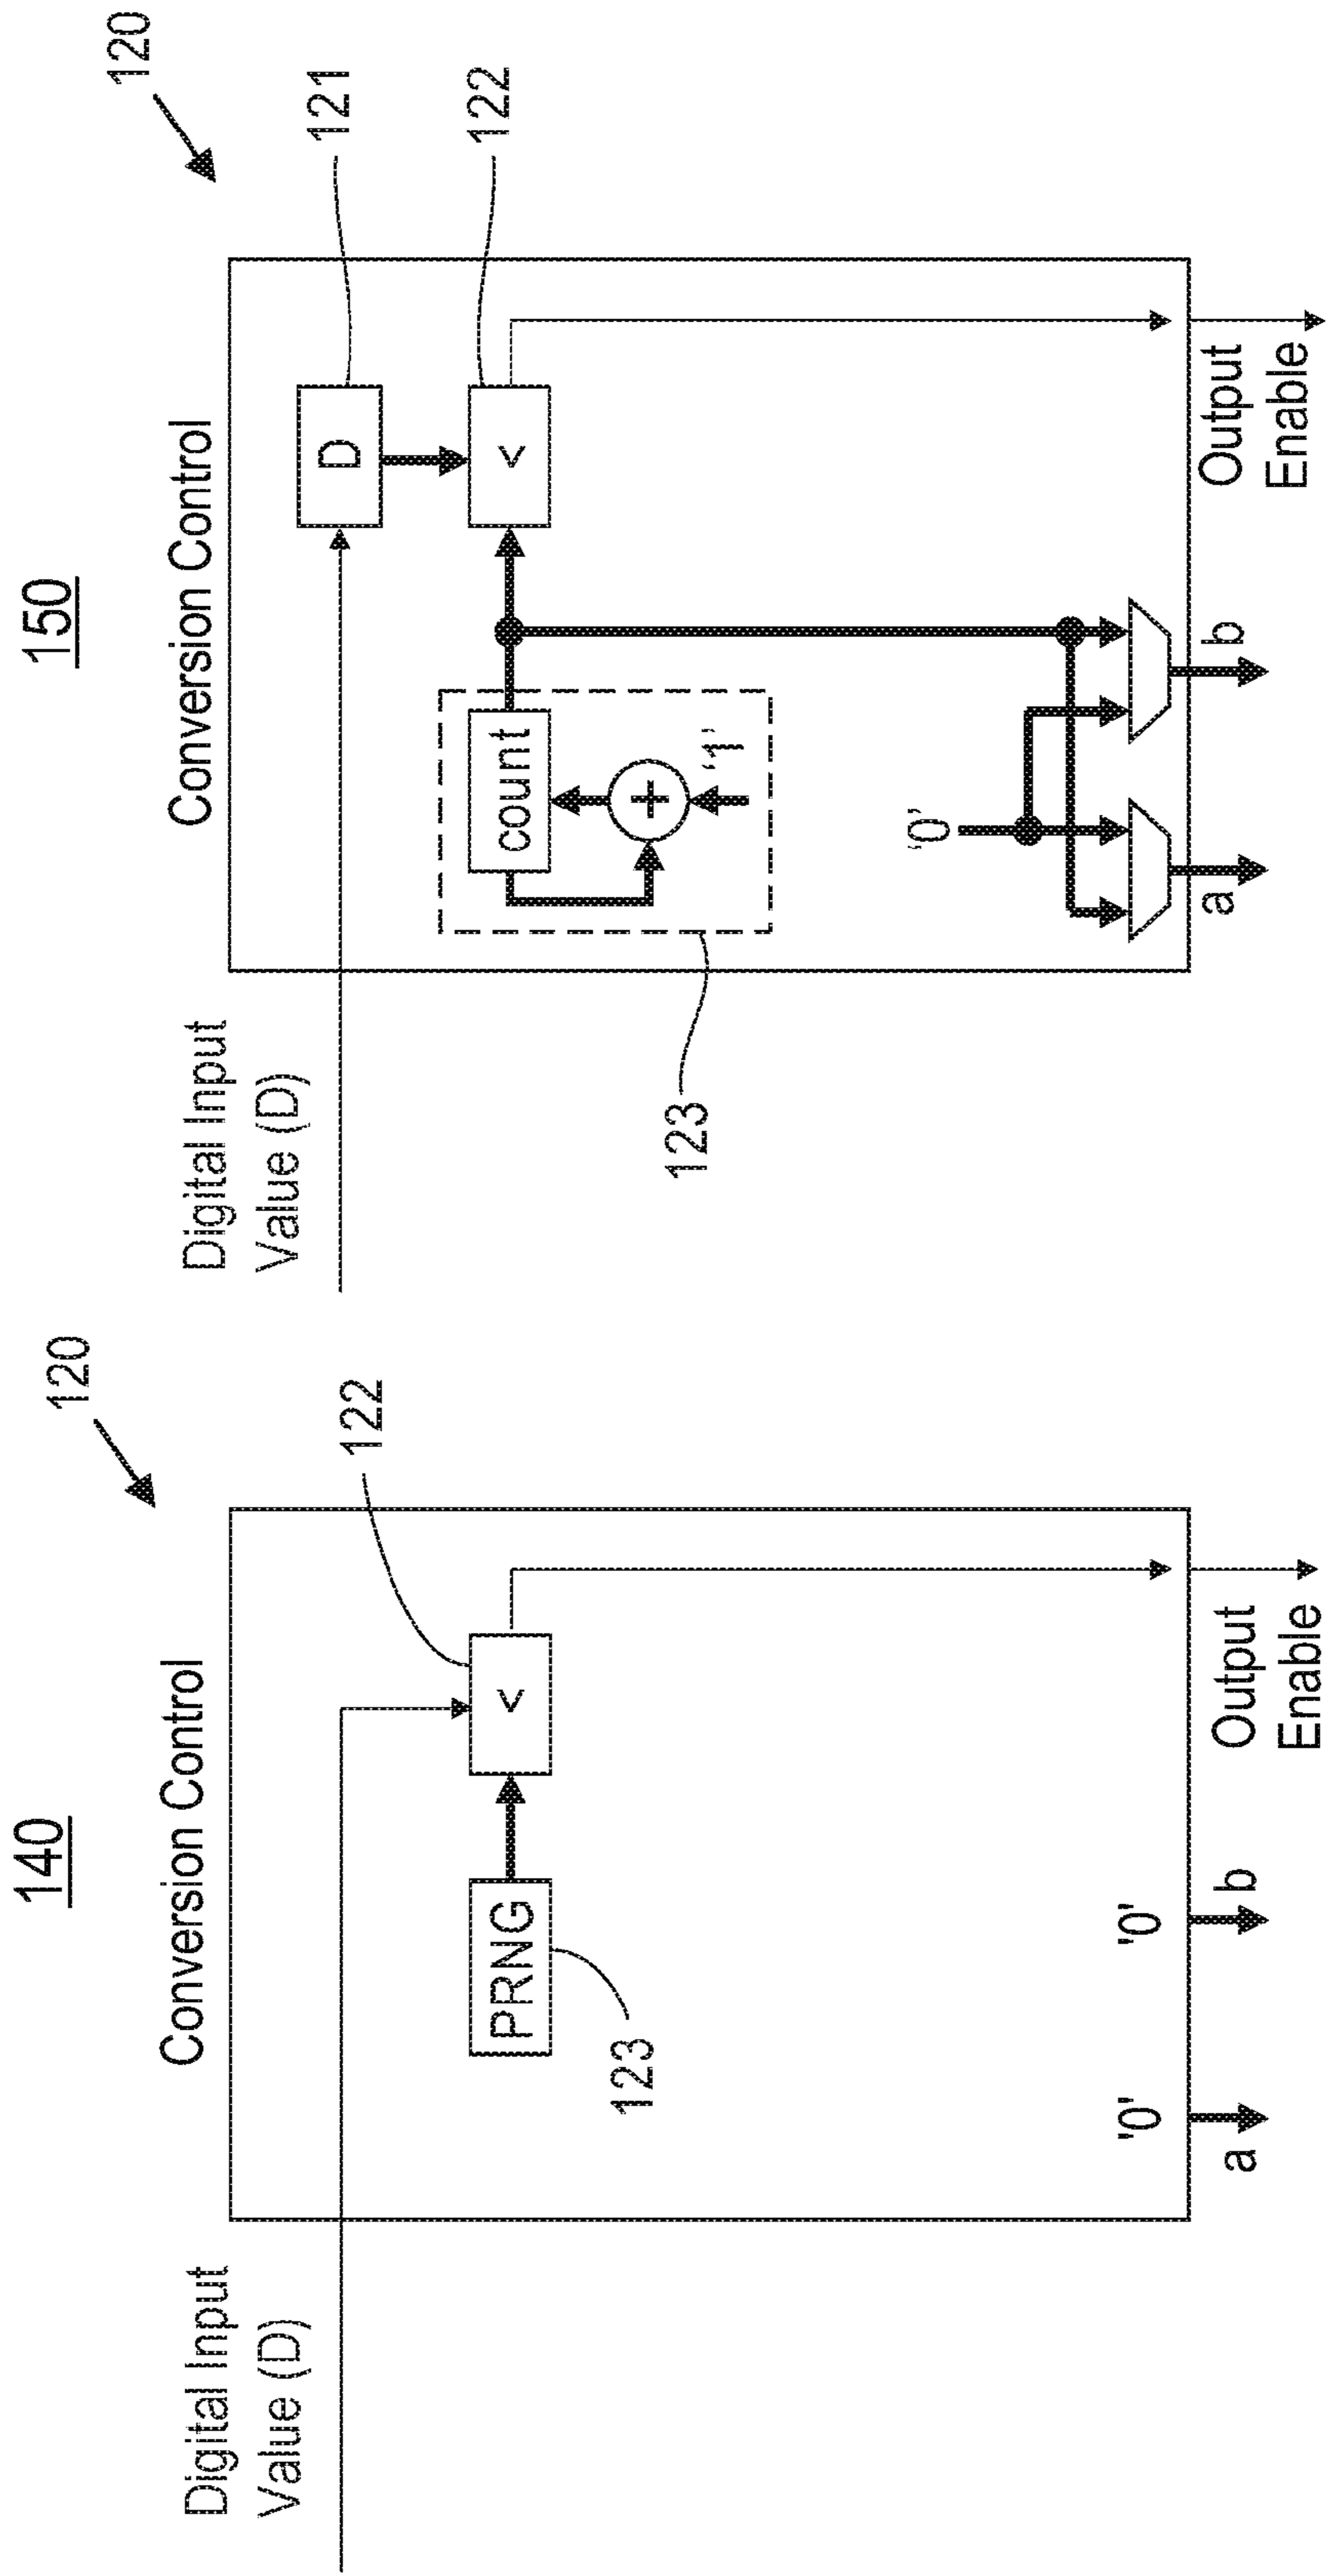 140
120
Conversion Control
Digital Input
Value (D)
122
<
PRNG
123
'0'
'0'
a
b
Output
Enable
150
120
Conversion Control
Digital Input
Value (D)
D
121
<
122
count
+
'1'
123
'0'
a
b
Output
Enable